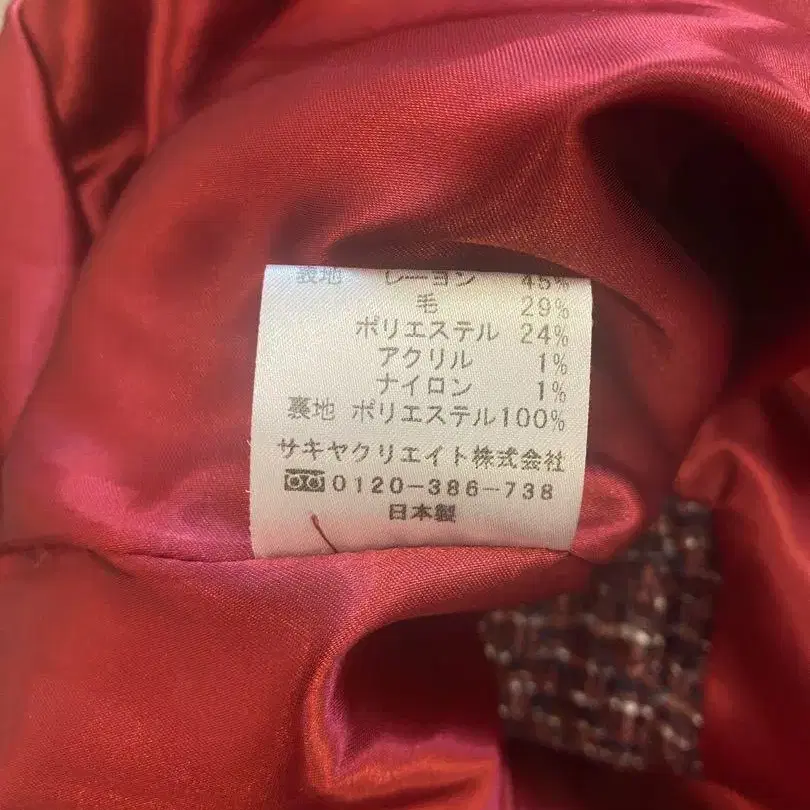 表地 レーヨン 45%
毛 29%
ポリエステル 24%
アクリル 1%
ナイロン 1%
裏地 ポリエステル100%
サキヤクリエイト株式会社
0120-386-738
日本製